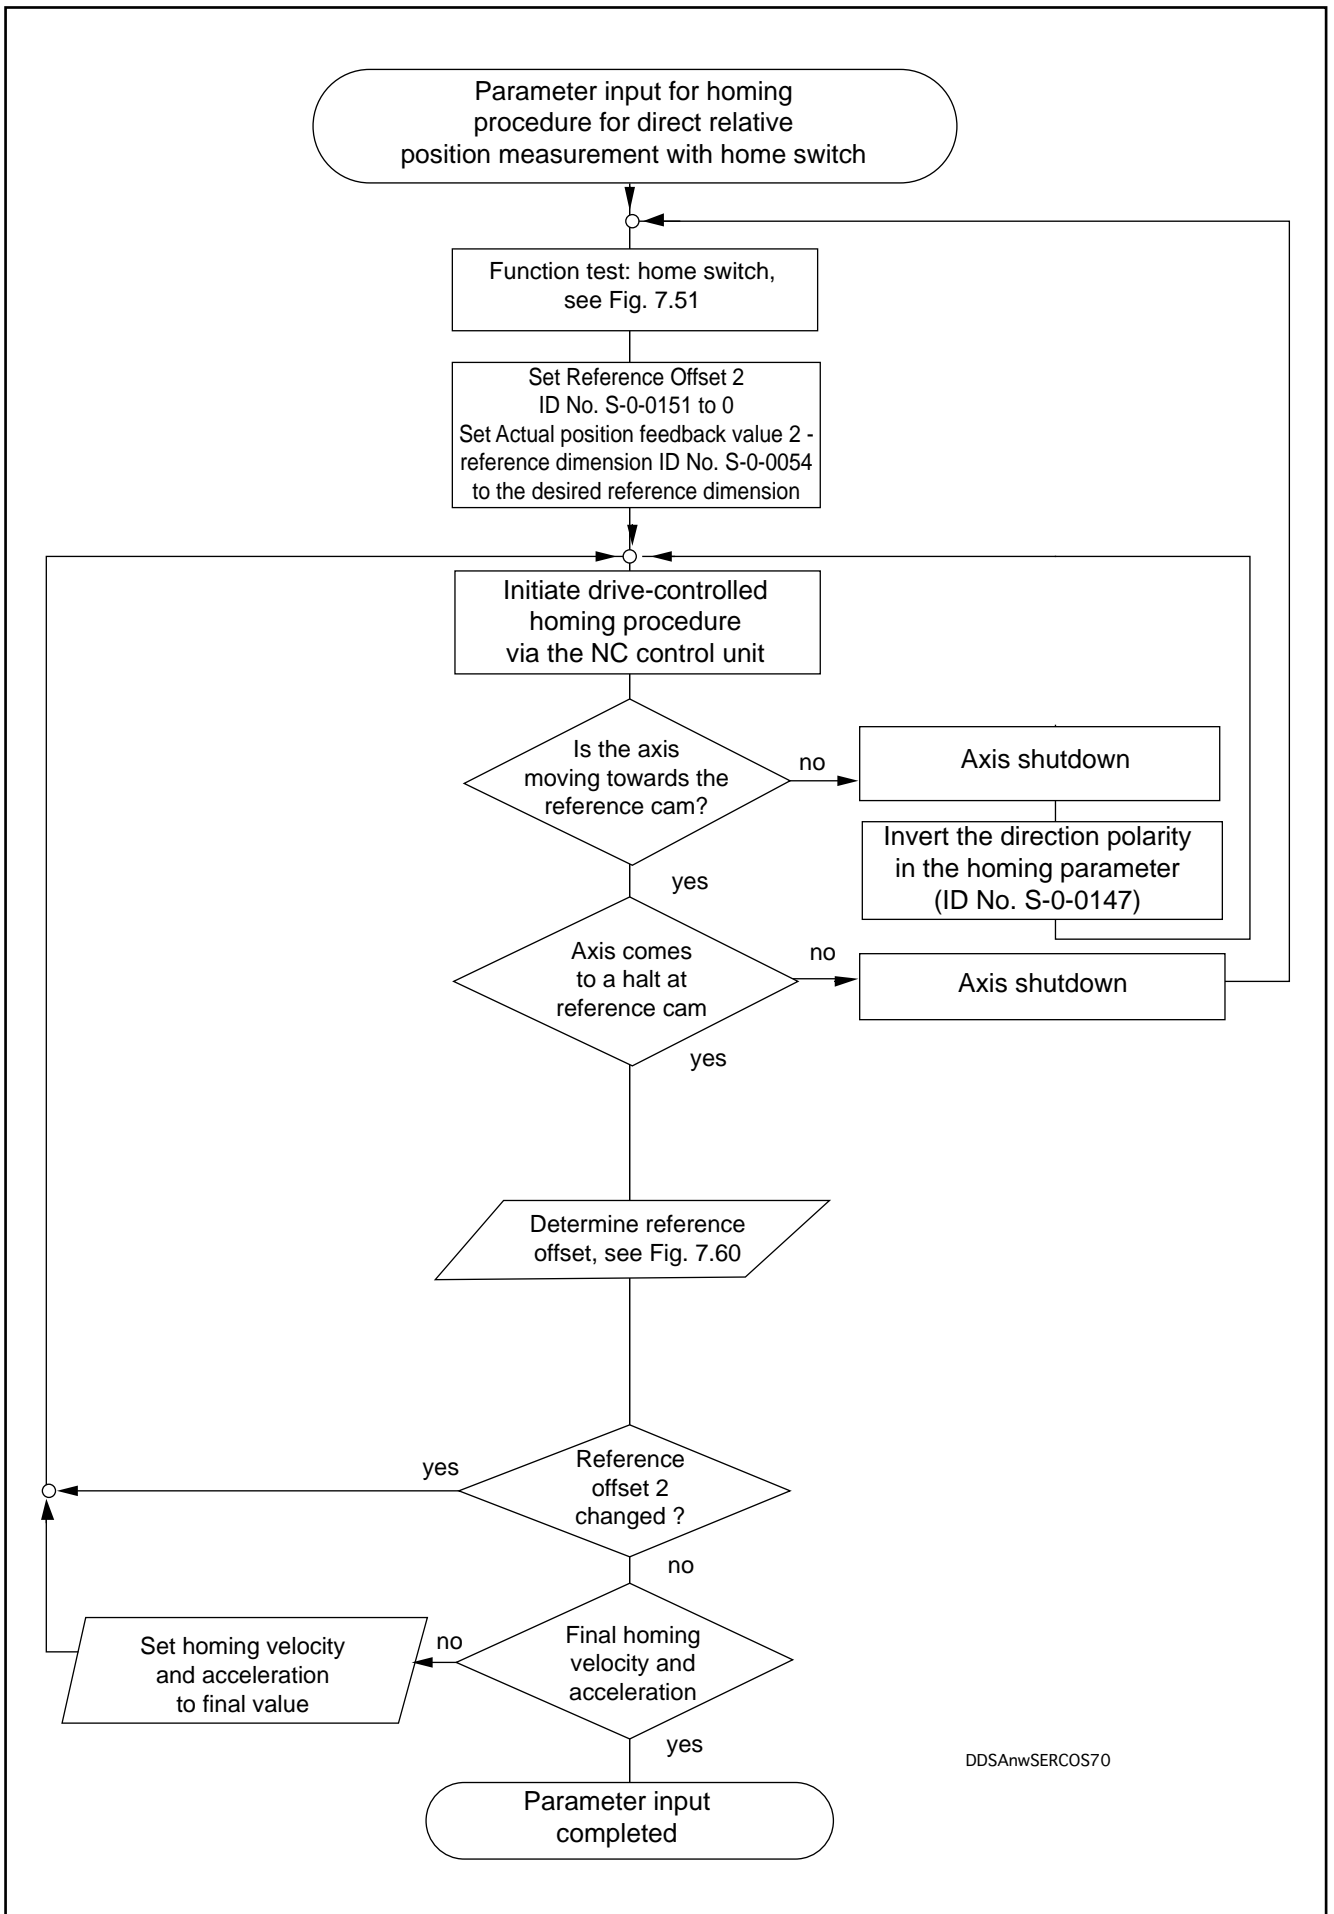 Parameter input for homing
procedure for direct relative
position measurement with home switch
Function test: home switch,
see Fig. 7.51
Set Reference Offset 2
ID No. S-0-0151 to 0
Set Actual position feedback value 2 -
reference dimension ID No. S-0-0054
to the desired reference dimension
Initiate drive-controlled
homing procedure
via the NC control unit
Is the axis
moving towards the
reference cam?
no
Axis shutdown
Invert the direction polarity
in the homing parameter
(ID No. S-0-0147)
yes
Axis comes
to a halt at
reference cam
no
Axis shutdown
yes
Determine reference
offset, see Fig. 7.60
Reference
offset 2
changed ?
yes
no
Final homing
velocity and
acceleration
no
Set homing velocity
and acceleration
to final value
yes
DDSAnwSERCOS70
Parameter input
completed